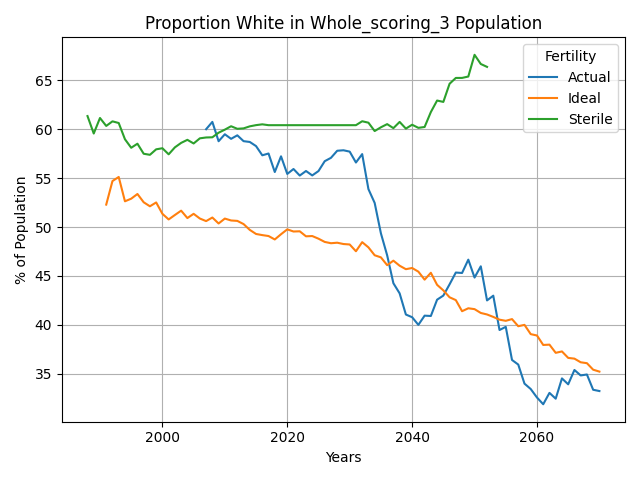 Proportion White in Whole_scoring_3 Population
% of Population
65
60
55
50
45
40
35
Fertility
Actual
Ideal
Sterile
2000 2020 2040 2060
Years